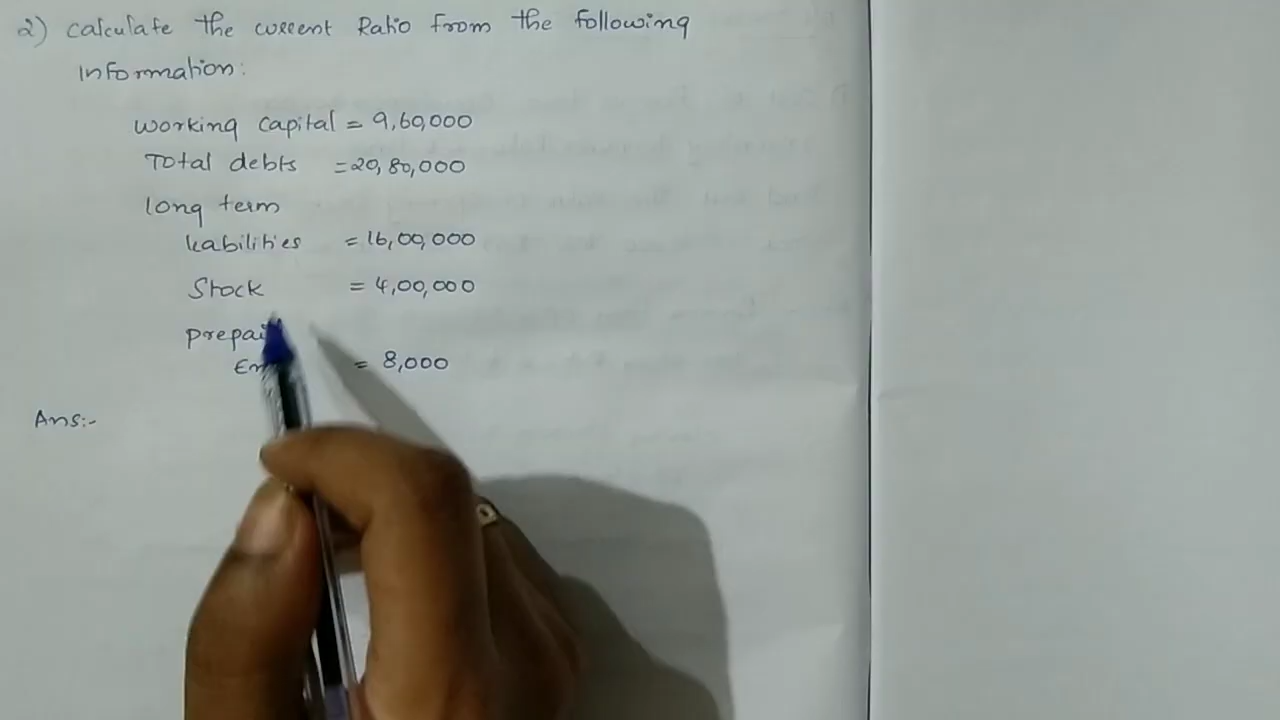 2) Calculate the current Ratio from the following
information:
working capital = 9,60,000
Total debts = 20,80,000
long term
liabilities = 16,00,000
Stock = 4,00,000
= 8,000
Ans:-